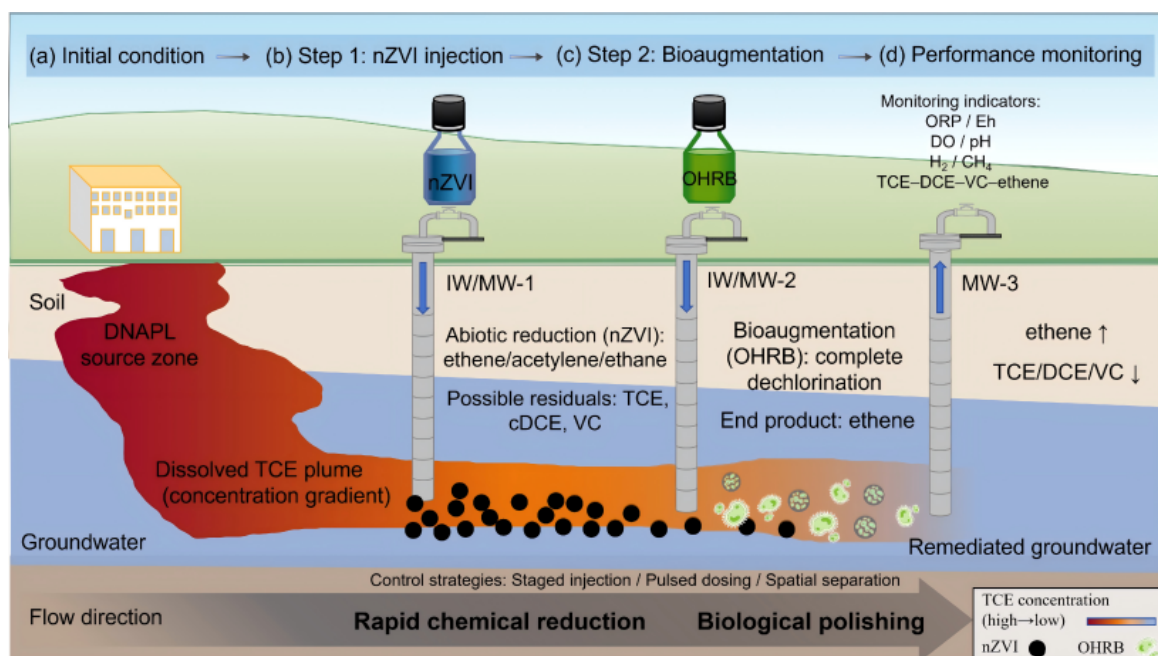 (a) Initial condition → (b) Step 1: nZVI injection → (c) Step 2: Bioaugmentation → (d) Performance monitoring
Monitoring indicators:
ORP / Eh
DO / pH
H₂ / CH₄
TCE–DCE–VC–ethene
nZVI
OHRB
IW/MW-1
IW/MW-2
MW-3
Soil
DNAPL
source zone
Abiotic reduction (nZVI):
ethene/acetylene/ethane
Possible residuals: TCE,
cDCE, VC
Bioaugmentation
(OHRB): complete
dechlorination
End product: ethene
ethene ↑
TCE/DCE/VC ↓
Dissolved TCE plume
(concentration gradient)
Groundwater
Remediated groundwater
Control strategies: Staged injection / Pulsed dosing / Spatial separation
Flow direction
Rapid chemical reduction
Biological polishing
TCE concentration
(high→low)
nZVI
OHRB